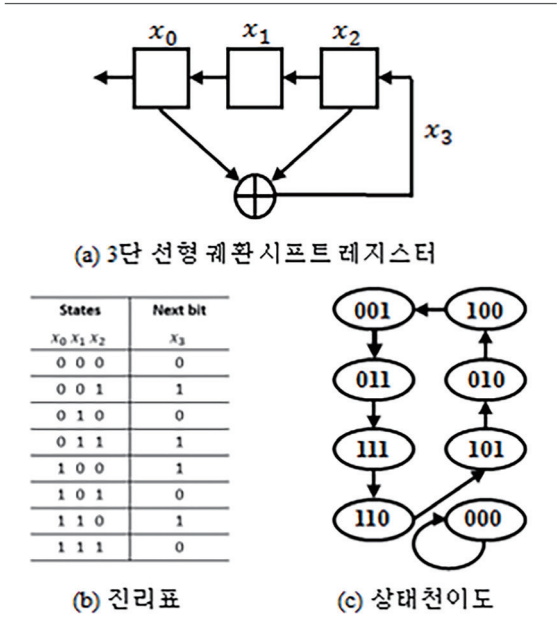 x₀ x₁ x₂
x₃
(a) 3단 선형 궤환 시프트 레지스터
States Next bit
x₀ x₁ x₂ x₃
0 0 0 0
0 0 1 1
0 1 0 0
0 1 1 1
1 0 0 1
1 0 1 0
1 1 0 1
1 1 1 0
(b) 진리표
001 100
011 010
111 101
110 000
(c) 상태천이도